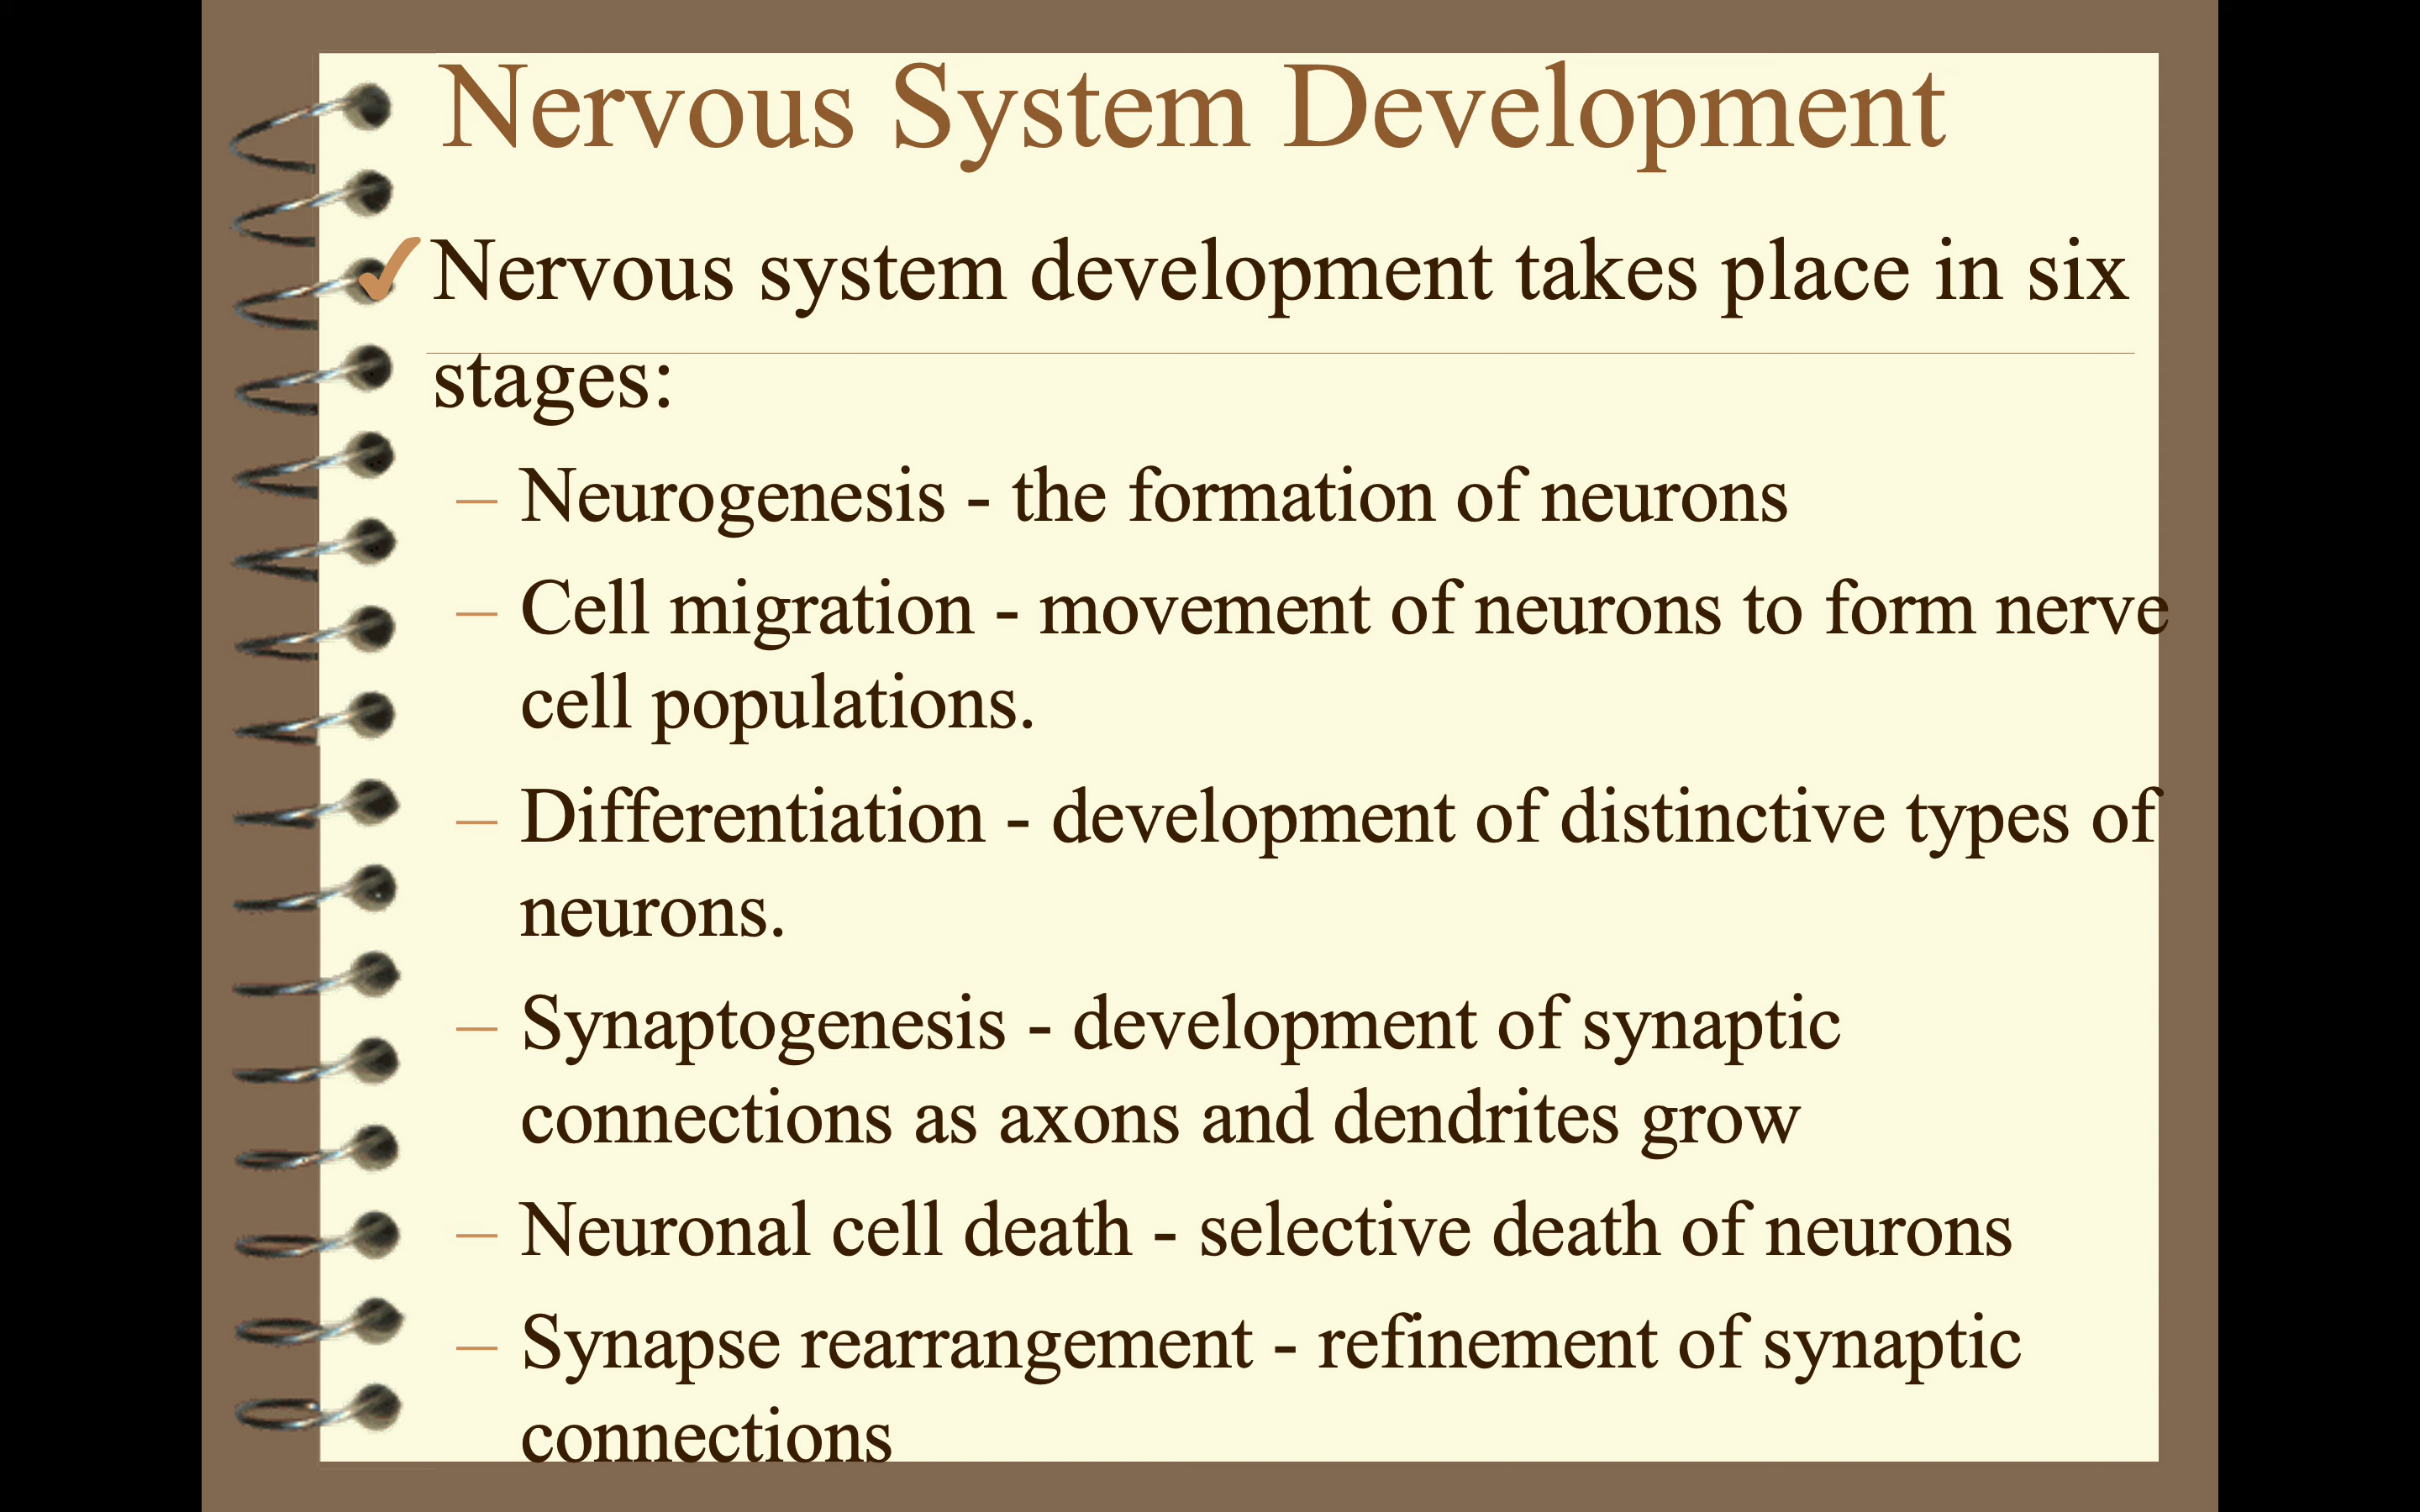 Nervous System Development
Nervous system development takes place in six
stages:
– Neurogenesis - the formation of neurons
– Cell migration - movement of neurons to form nerve
cell populations.
– Differentiation - development of distinctive types of
neurons.
– Synaptogenesis - development of synaptic
connections as axons and dendrites grow
– Neuronal cell death - selective death of neurons
– Synapse rearrangement - refinement of synaptic
connections